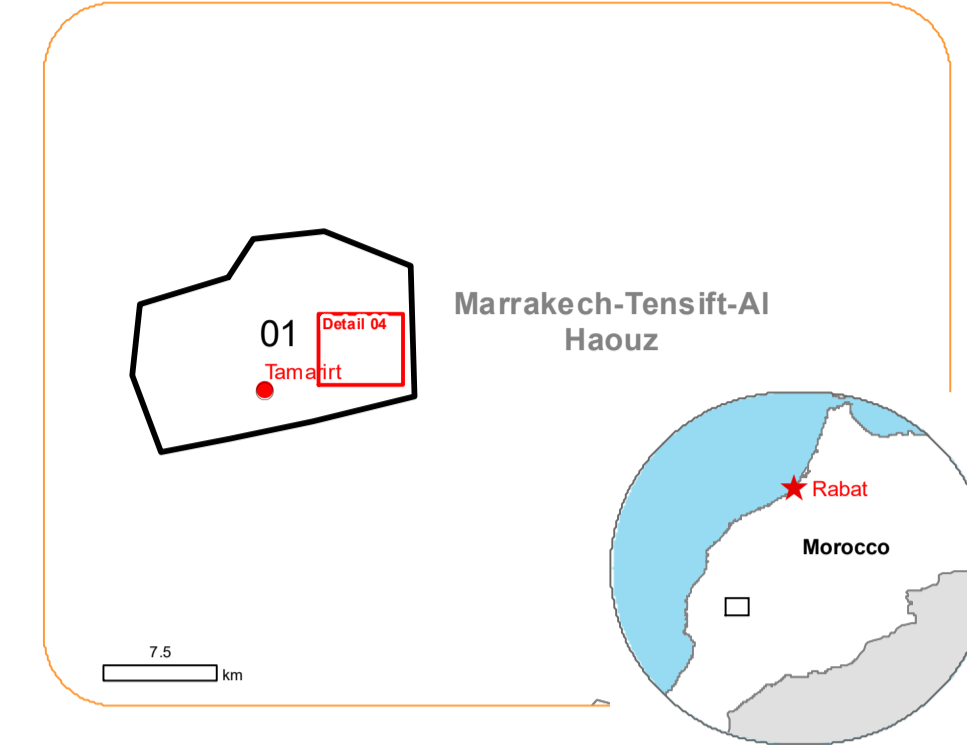 Marrakech-Tensift-Al
Haouz
01
Detail 04
Tamarirt
Rabat
Morocco
7.5
km